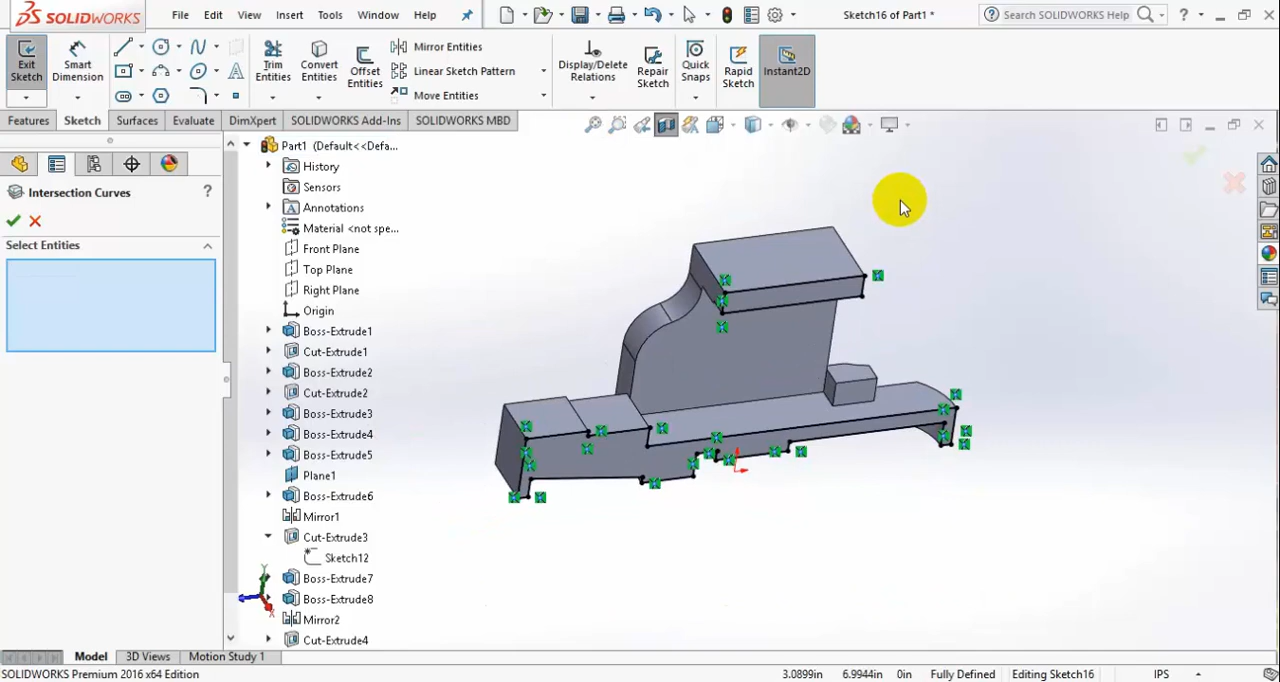 SOLIDWORKS
File Edit View Insert Tools Window Help
Sketch16 of Part1 *
Search SOLIDWORKS Help
?
Exit Sketch
Smart Dimension
Trim Entities
Convert Entities
Offset Entities
Mirror Entities
Linear Sketch Pattern
Move Entities
Display/Delete Relations
Repair Sketch
Quick Snaps
Rapid Sketch
Instant2D
Features Sketch Surfaces Evaluate DimXpert SOLIDWORKS Add-Ins SOLIDWORKS MBD
Intersection Curves ?
Select Entities
Part1 (Default<<Defa...
History
Sensors
Annotations
Material <not spe...
Front Plane
Top Plane
Right Plane
Origin
Boss-Extrude1
Cut-Extrude1
Boss-Extrude2
Cut-Extrude2
Boss-Extrude3
Boss-Extrude4
Boss-Extrude5
Plane1
Boss-Extrude6
Mirror1
Cut-Extrude3
Sketch12
Boss-Extrude7
Boss-Extrude8
Mirror2
Cut-Extrude4
Y
X
Model 3D Views Motion Study 1
SOLIDWORKS Premium 2016 x64 Edition
3.0899in 6.9944in 0in Fully Defined Editing Sketch16 IPS